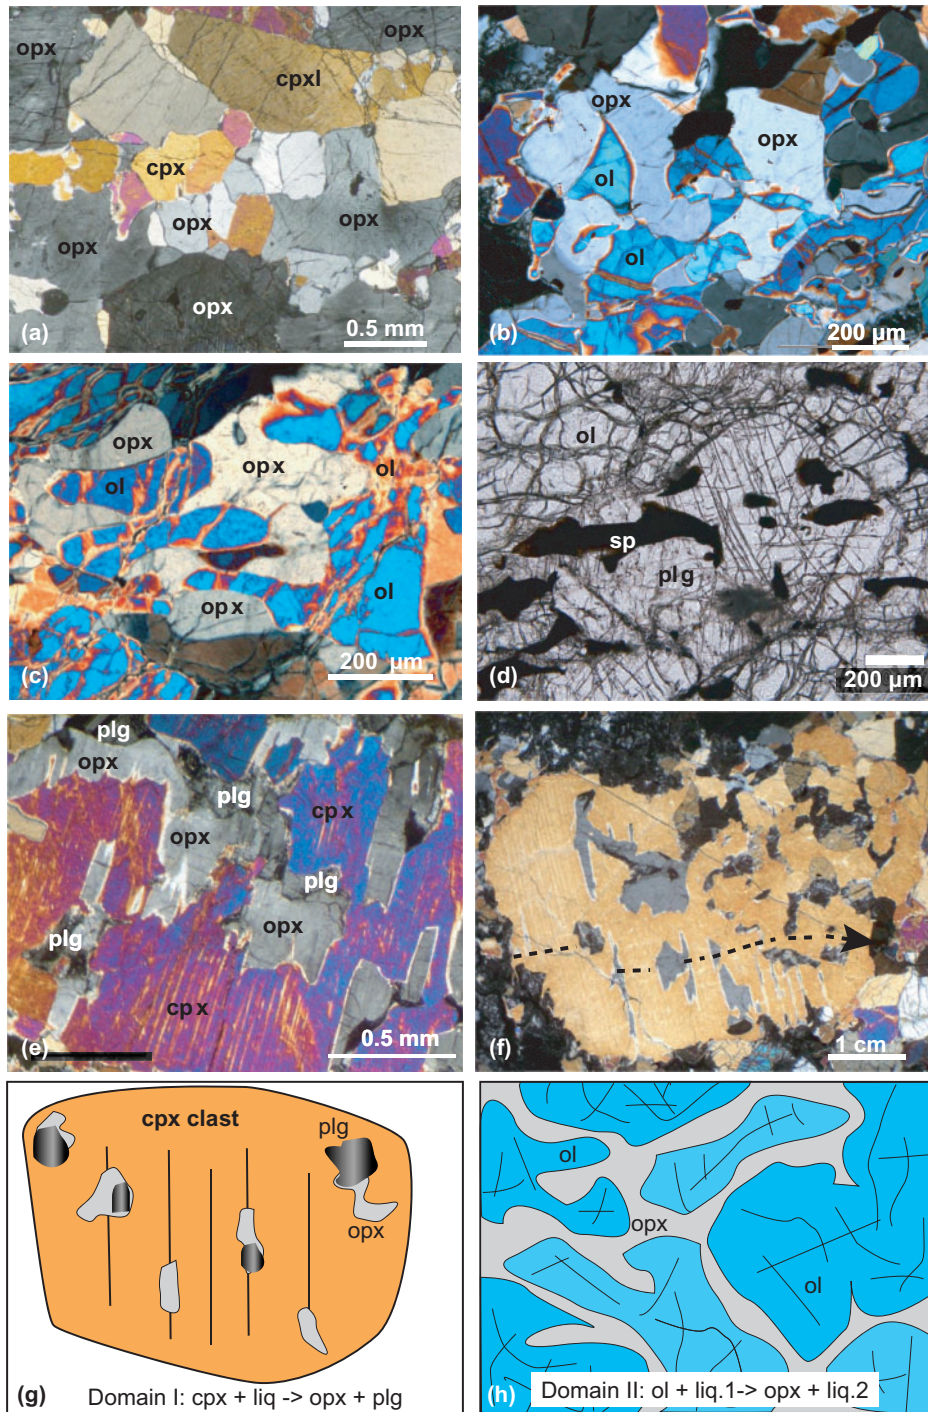 opx
opx
cpxl
cpx
opx
opx
opx
opx
(a)
0.5 mm
opx
opx
ol
ol
(b)
200 µm
opx
opx
ol
ol
ol
opx
(c)
200 µm
ol
sp
plg
(d)
200 µm
plg
opx
plg
cpx
opx
plg
opx
plg
cpx
(e)
0.5 mm
(f)
1 cm
cpx clast
plg
opx
(g)
Domain I: cpx + liq -> opx + plg
ol
opx
ol
(h)
Domain II: ol + liq.1-> opx + liq.2